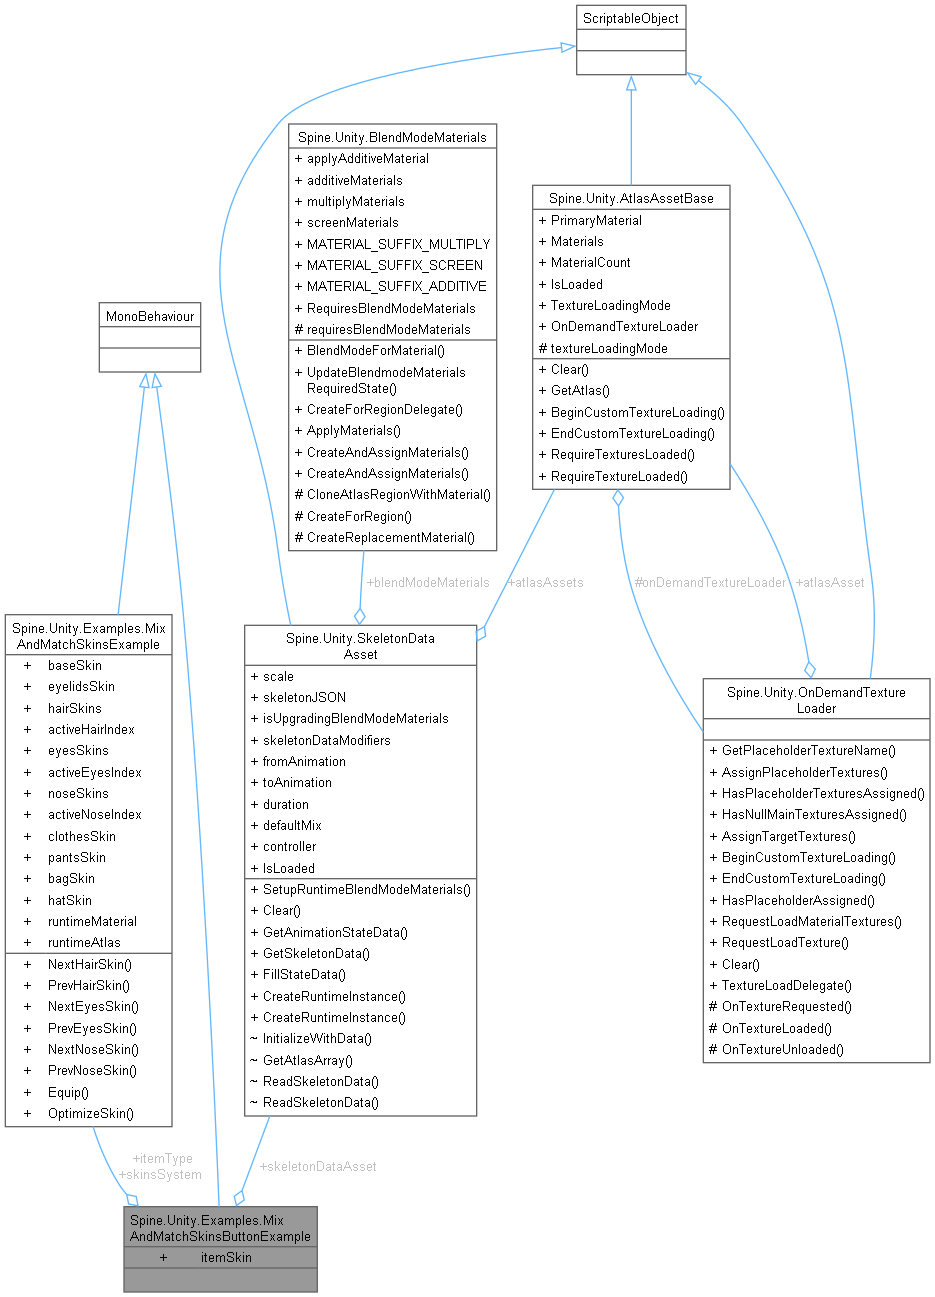 ScriptableObject
Spine.Unity.BlendModeMaterials
+ applyAdditiveMaterial
+ additiveMaterials
+ multiplyMaterials
+ screenMaterials
+ MATERIAL_SUFFIX_MULTIPLY
+ MATERIAL_SUFFIX_SCREEN
+ MATERIAL_SUFFIX_ADDITIVE
+ RequiresBlendModeMaterials
# requiresBlendModeMaterials
+ BlendModeForMaterial()
+ UpdateBlendmodeMaterials
RequiredState()
+ CreateForRegionDelegate()
+ ApplyMaterials()
+ CreateAndAssignMaterials()
+ CreateAndAssignMaterials()
# CloneAtlasRegionWithMaterial()
# CreateForRegion()
# CreateReplacementMaterial()
Spine.Unity.AtlasAssetBase
+ PrimaryMaterial
+ Materials
+ MaterialCount
+ IsLoaded
+ TextureLoadingMode
+ OnDemandTextureLoader
# textureLoadingMode
+ Clear()
+ GetAtlas()
+ BeginCustomTextureLoading()
+ EndCustomTextureLoading()
+ RequireTexturesLoaded()
+ RequireTextureLoaded()
MonoBehaviour
+blendModeMaterials
+atlasAssets
#onDemandTextureLoader
+atlasAsset
Spine.Unity.Examples.Mix
AndMatchSkinsExample
+ baseSkin
+ eyelidsSkin
+ hairSkins
+ activeHairIndex
+ eyesSkins
+ activeEyesIndex
+ noseSkins
+ activeNoseIndex
+ clothesSkin
+ pantsSkin
+ bagSkin
+ hatSkin
+ runtimeMaterial
+ runtimeAtlas
+ NextHairSkin()
+ PrevHairSkin()
+ NextEyesSkin()
+ PrevEyesSkin()
+ NextNoseSkin()
+ PrevNoseSkin()
+ Equip()
+ OptimizeSkin()
Spine.Unity.SkeletonData
Asset
+ scale
+ skeletonJSON
+ isUpgradingBlendModeMaterials
+ skeletonDataModifiers
+ fromAnimation
+ toAnimation
+ duration
+ defaultMix
+ controller
+ IsLoaded
+ SetupRuntimeBlendModeMaterials()
+ Clear()
+ GetAnimationStateData()
+ GetSkeletonData()
+ FillStateData()
+ CreateRuntimeInstance()
+ CreateRuntimeInstance()
~ InitializeWithData()
~ GetAtlasArray()
~ ReadSkeletonData()
~ ReadSkeletonData()
Spine.Unity.OnDemandTexture
Loader
+ GetPlaceholderTextureName()
+ AssignPlaceholderTextures()
+ HasPlaceholderTexturesAssigned()
+ HasNullMainTexturesAssigned()
+ AssignTargetTextures()
+ BeginCustomTextureLoading()
+ EndCustomTextureLoading()
+ HasPlaceholderAssigned()
+ RequestLoadMaterialTextures()
+ RequestLoadTexture()
+ Clear()
+ TextureLoadDelegate()
# OnTextureRequested()
# OnTextureLoaded()
# OnTextureUnloaded()
+itemType
+skinsSystem
+skeletonDataAsset
Spine.Unity.Examples.Mix
AndMatchSkinsButtonExample
+ itemSkin